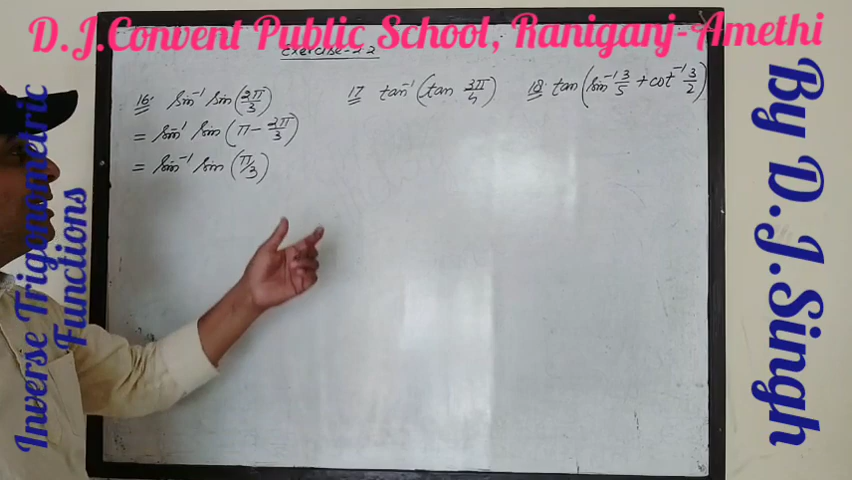 D.J.Convent Public School, Raniganj-Amethi
Exercise-2.2
16. sin⁻¹ sin(2π/3)
= sin⁻¹ sin(π - 2π/3)
= sin⁻¹ sin(π/3)
17. tan⁻¹(tan 3π/4)
18. tan(sin⁻¹ 3/5 + cot⁻¹ 3/2)
Inverse Trigonometric
Functions
By D.J.Singh